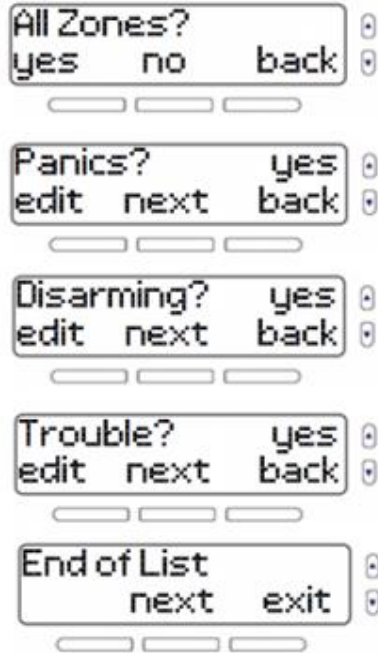 All Zones?
yes no back
Panics? yes
edit next back
Disarming? yes
edit next back
Trouble? yes
edit next back
End of List
next exit